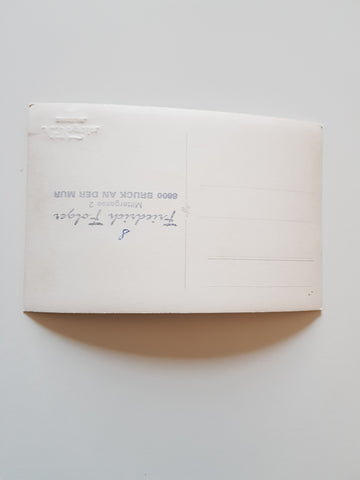 8
Friedrich Folger
Mittergasse 2
8600 BRUCK AN DER MUR